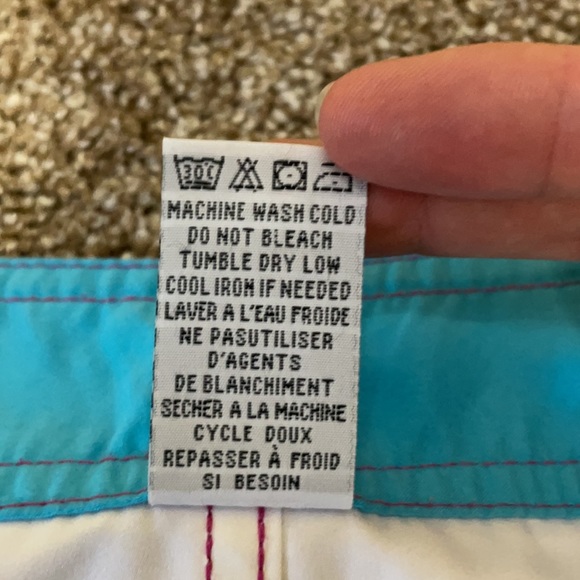 30C
MACHINE WASH COLD
DO NOT BLEACH
TUMBLE DRY LOW
COOL IRON IF NEEDED
LAVER A L'EAU FROIDE
NE PASUTILISER
D'AGENTS
DE BLANCHIMENT
SECHER A LA MACHINE
CYCLE DOUX
REPASSER À FROID
SI BESOIN